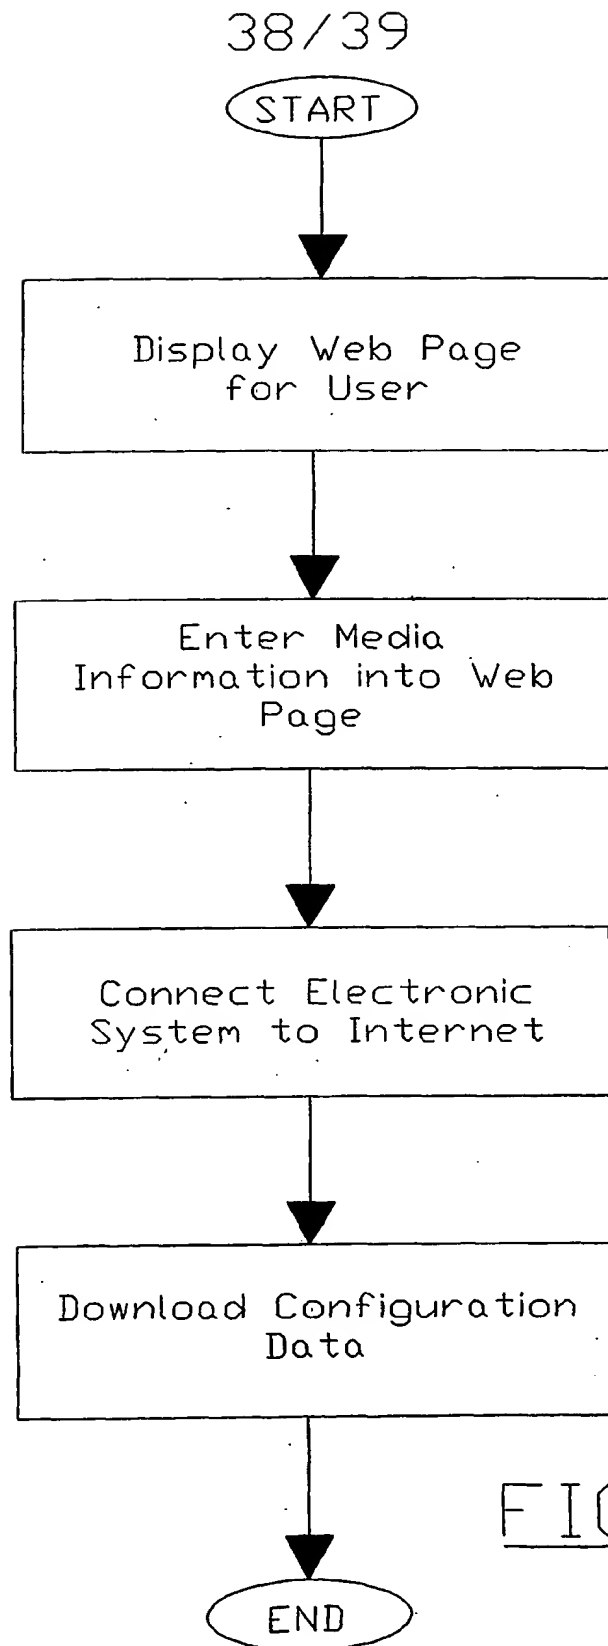 38/39
START
Display Web Page
for User
Enter Media
Information into Web
Page
Connect Electronic
System to Internet
Download Configuration
Data
END